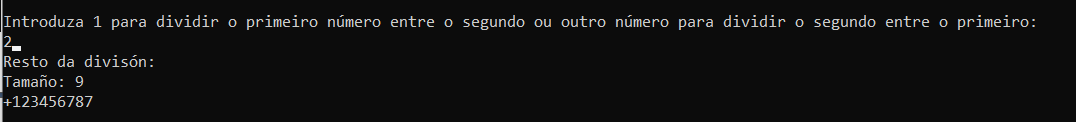 Introduza 1 para dividir o primeiro número entre o segundo ou outro número para dividir o segundo entre o primeiro:
2
Resto da divisón:
Tamaño: 9
+123456787